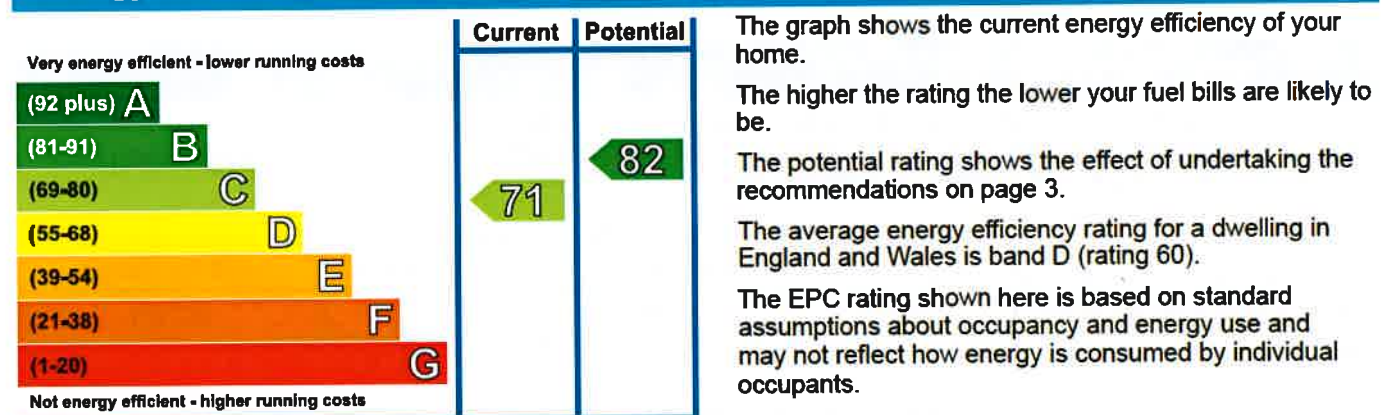 Current Potential
Very energy efficient - lower running costs
(92 plus) A
(81-91) B
(69-80) C
(55-68) D
(39-54) E
(21-38) F
(1-20) G
Not energy efficient - higher running costs
71
82
The graph shows the current energy efficiency of your
home.
The higher the rating the lower your fuel bills are likely to
be.
The potential rating shows the effect of undertaking the
recommendations on page 3.
The average energy efficiency rating for a dwelling in
England and Wales is band D (rating 60).
The EPC rating shown here is based on standard
assumptions about occupancy and energy use and
may not reflect how energy is consumed by individual
occupants.